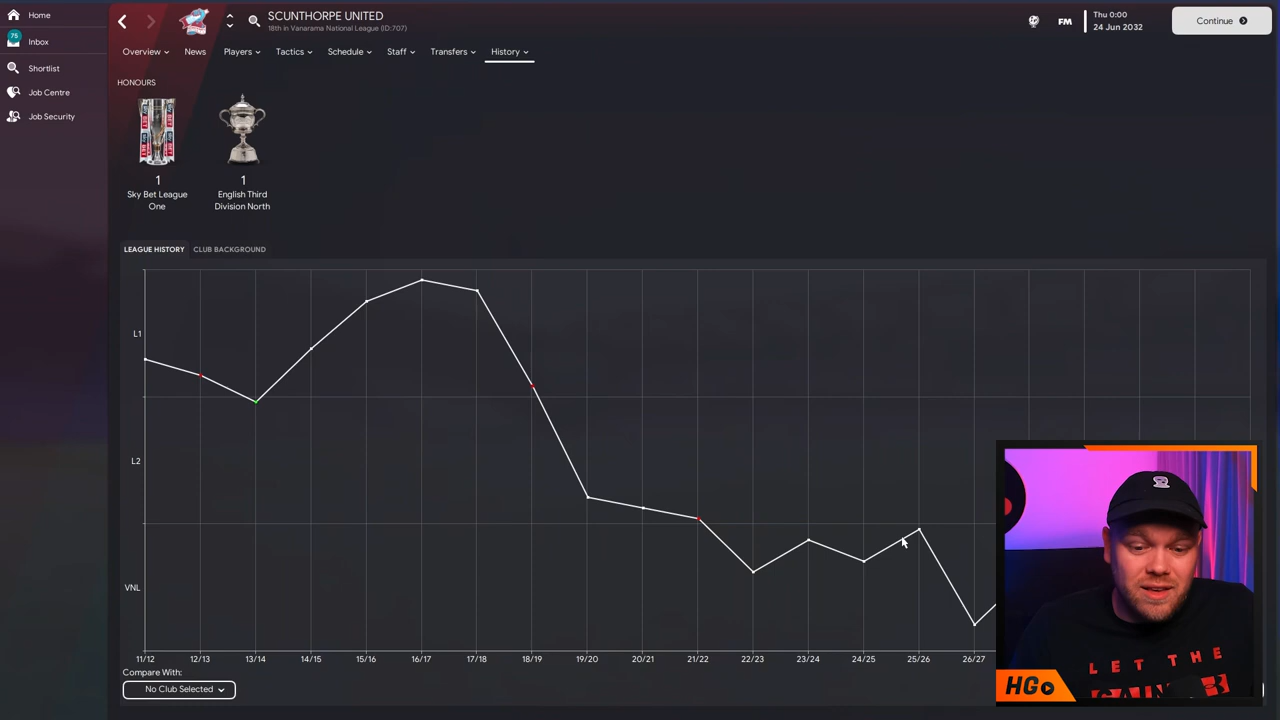 Home
75
Inbox
Shortlist
Job Centre
Job Security
SCUNTHORPE UNITED
18th in Vanarama National League (ID:707)
FM
Thu 0:00
24 Jun 2032
Continue
Overview
News
Players
Tactics
Schedule
Staff
Transfers
History
HONOURS
1
Sky Bet League
One
1
English Third
Division North
LEAGUE HISTORY
CLUB BACKGROUND
L1
L2
VNL
11/12
12/13
13/14
14/15
15/16
16/17
17/18
18/19
19/20
20/21
21/22
22/23
23/24
24/25
25/26
26/27
Compare With:
No Club Selected
LET THE
HG